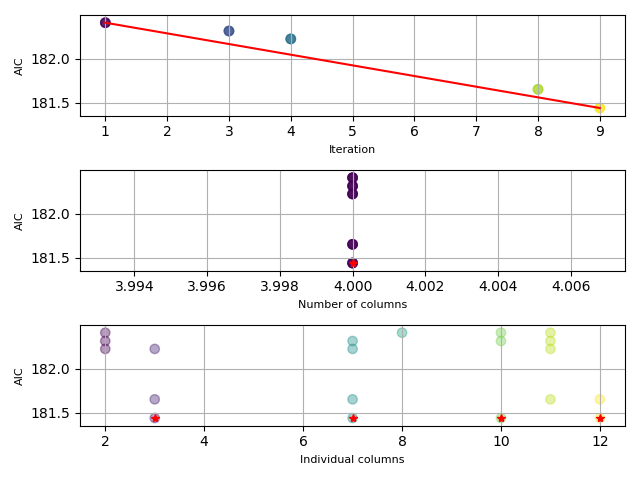 AIC
182.0
181.5
1 2 3 4 5 6 7 8 9
Iteration
AIC
182.0
181.5
3.994 3.996 3.998 4.000 4.002 4.004 4.006
Number of columns
AIC
182.0
181.5
2 4 6 8 10 12
Individual columns